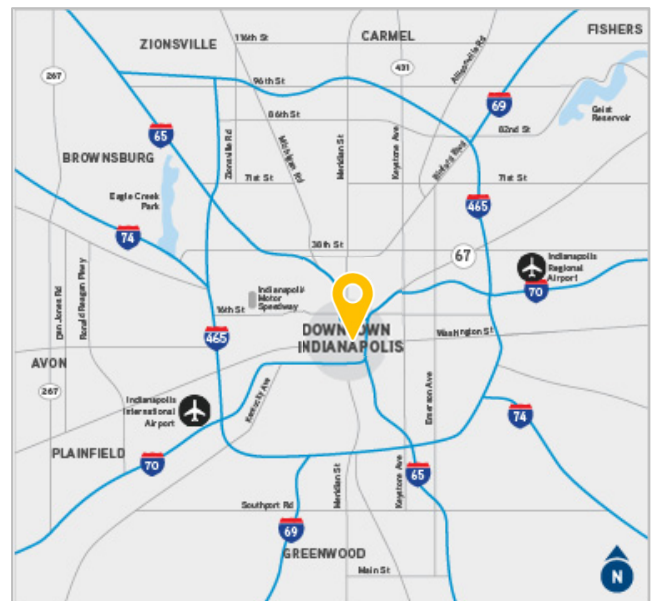 ZIONSVILLE
116th St
CARMEL
FISHERS
267
431
Allisonville Rd
96th St
69
86th St
Geist
Reservoir
82nd St
65
Zionsville Rd
Michigan Rd
Meridian St
Keystone Ave
Binford Blvd
BROWNSBURG
71st St
71st St
Eagle Creek
Park
465
74
38th St
67
Indianapolis
Regional
Airport
70
Dan Jones Rd
Ronald Reagan Pkwy
Indianapolis
Motor
Speedway
16th St
465
DOWNTOWN
INDIANAPOLIS
Washington St
AVON
267
Indianapolis
International
Airport
Kentucky Ave
Emerson Ave
74
PLAINFIELD
70
Meridian St
Keystone Ave
65
Southport Rd
69
GREENWOOD
Main St
N